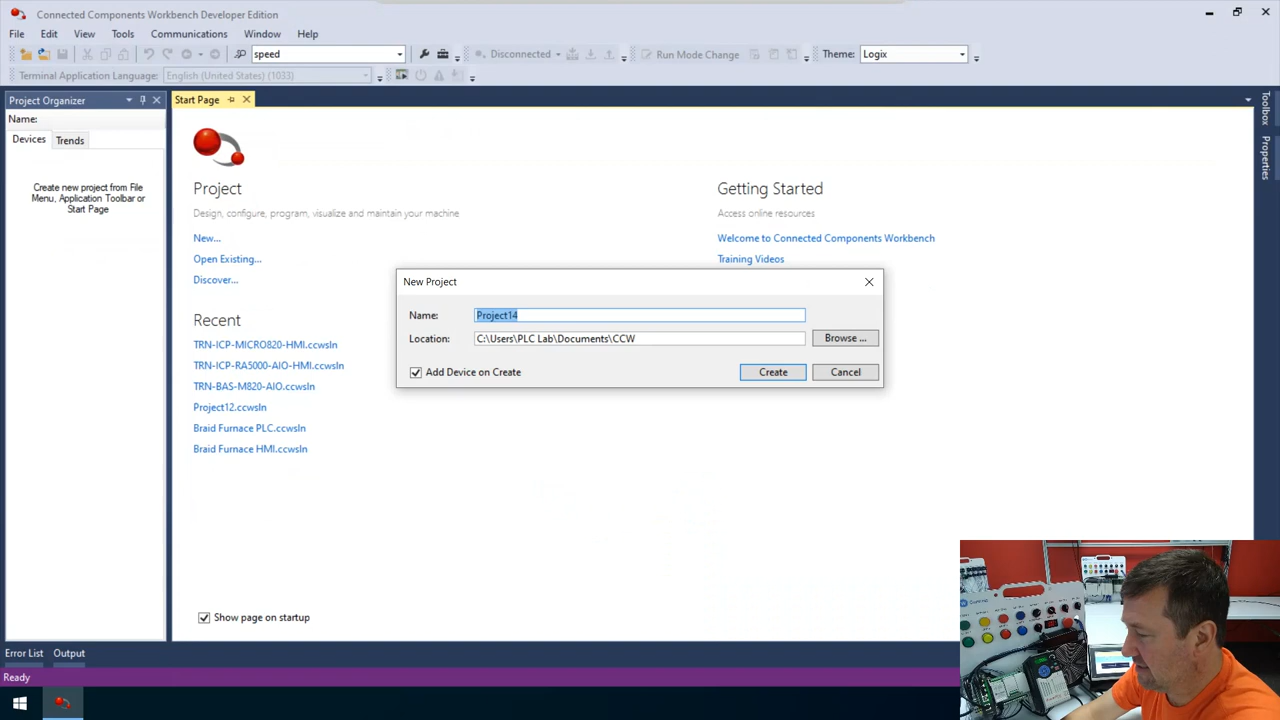 Connected Components Workbench Developer Edition
File Edit View Tools Communications Window Help
speed Disconnected Run Mode Change Theme: Logix
Terminal Application Language: English (United States) (1033)
Project Organizer
Name:
Devices Trends
Create new project from File
Menu, Application Toolbar or
Start Page
Start Page
Project
Design, configure, program, visualize and maintain your machine
New...
Open Existing...
Discover...
Recent
TRN-ICP-MICRO820-HMI.ccwsln
TRN-ICP-RA5000-AIO-HMI.ccwsln
TRN-BAS-M820-AIO.ccwsln
Project12.ccwsln
Braid Furnace PLC.ccwsln
Braid Furnace HMI.ccwsln
Show page on startup
Getting Started
Access online resources
Welcome to Connected Components Workbench
Training Videos
New Project
Name: Project14
Location: C:\Users\PLC Lab\Documents\CCW Browse ...
Add Device on Create Create Cancel
Toolbox
Properties
Error List Output
Ready